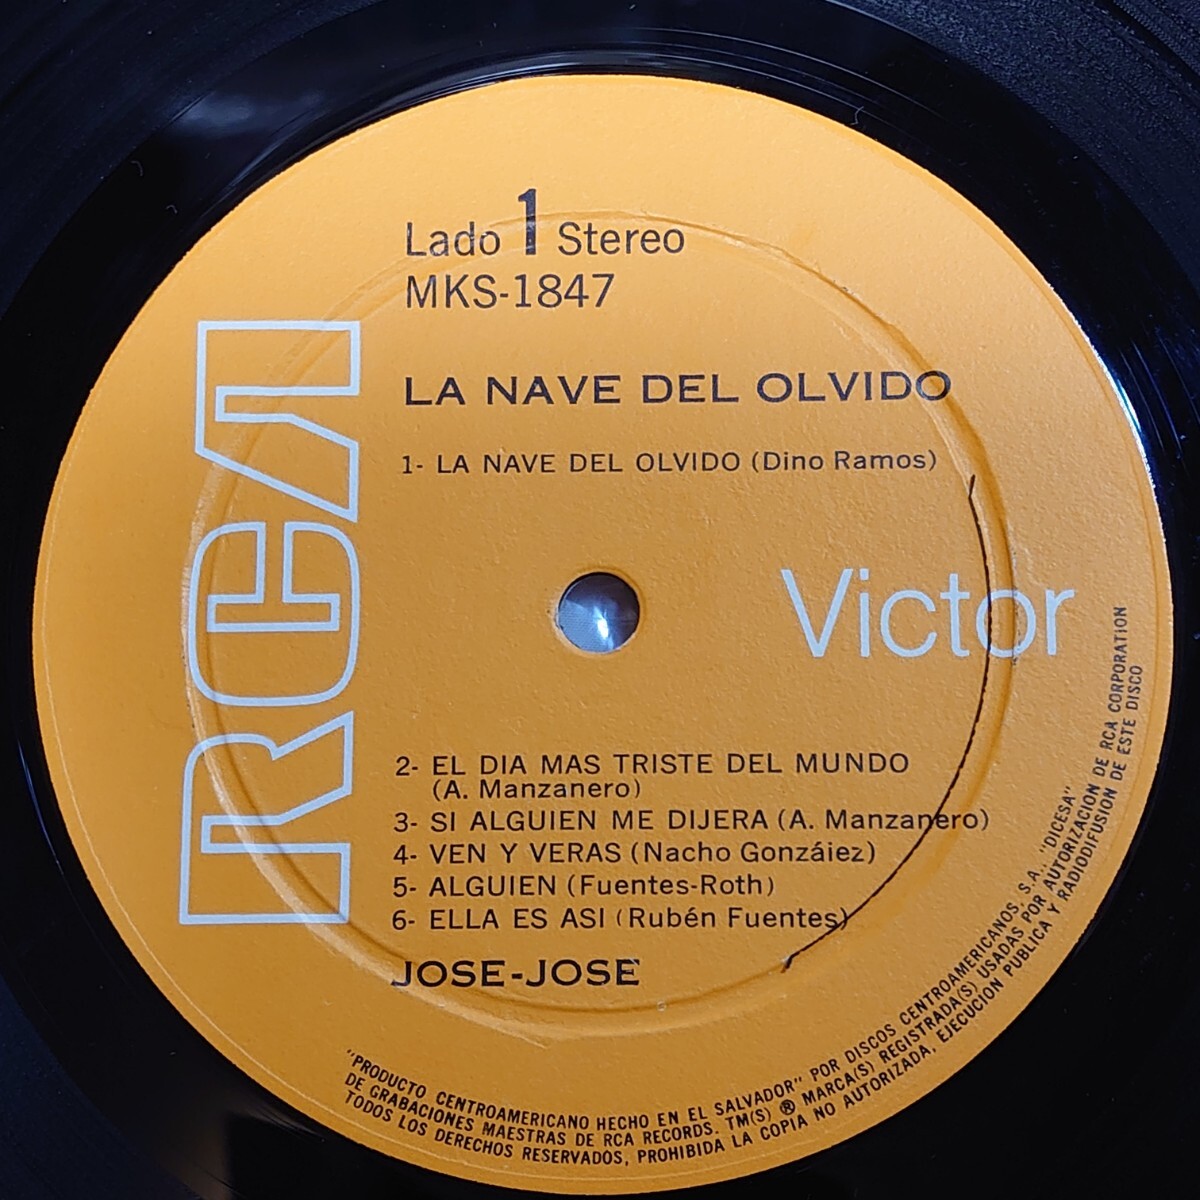 Lado 1 Stereo
MKS-1847
RCA
LA NAVE DEL OLVIDO
1- LA NAVE DEL OLVIDO (Dino Ramos)
Victor
2- EL DIA MAS TRISTE DEL MUNDO
(A. Manzanero)
3- SI ALGUIEN ME DIJERA (A. Manzanero)
4- VEN Y VERAS (Nacho Gonzáiez)
5- ALGUIEN (Fuentes-Roth)
6- ELLA ES ASI (Rubén Fuentes)
JOSE-JOSE
"PRODUCTO CENTROAMERICANO HECHO EN EL SALVADOR" POR DISCOS CENTROAMERICANOS, S.A. "DICESA"
DE GRABACIONES MAESTRAS DE RCA RECORDS. TM(S) ® MARCA(S) REGISTRADA(S) USADAS POR AUTORIZACION DE RCA CORPORATION
TODOS LOS DERECHOS RESERVADOS, PROHIBIDA LA COPIA NO AUTORIZADA, EJECUCION PUBLICA Y RADIODIFUSION DE ESTE DISCO